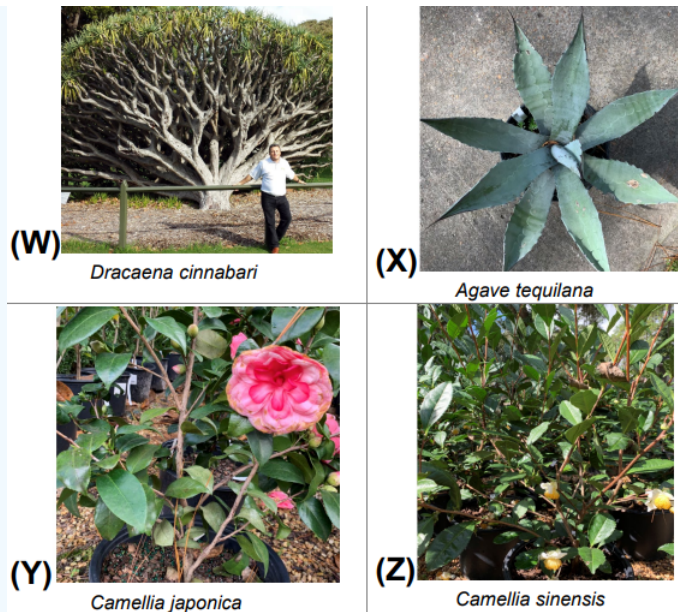 (W)
Dracaena cinnabari
(X)
Agave tequilana
(Y)
Camellia japonica
(Z)
Camellia sinensis